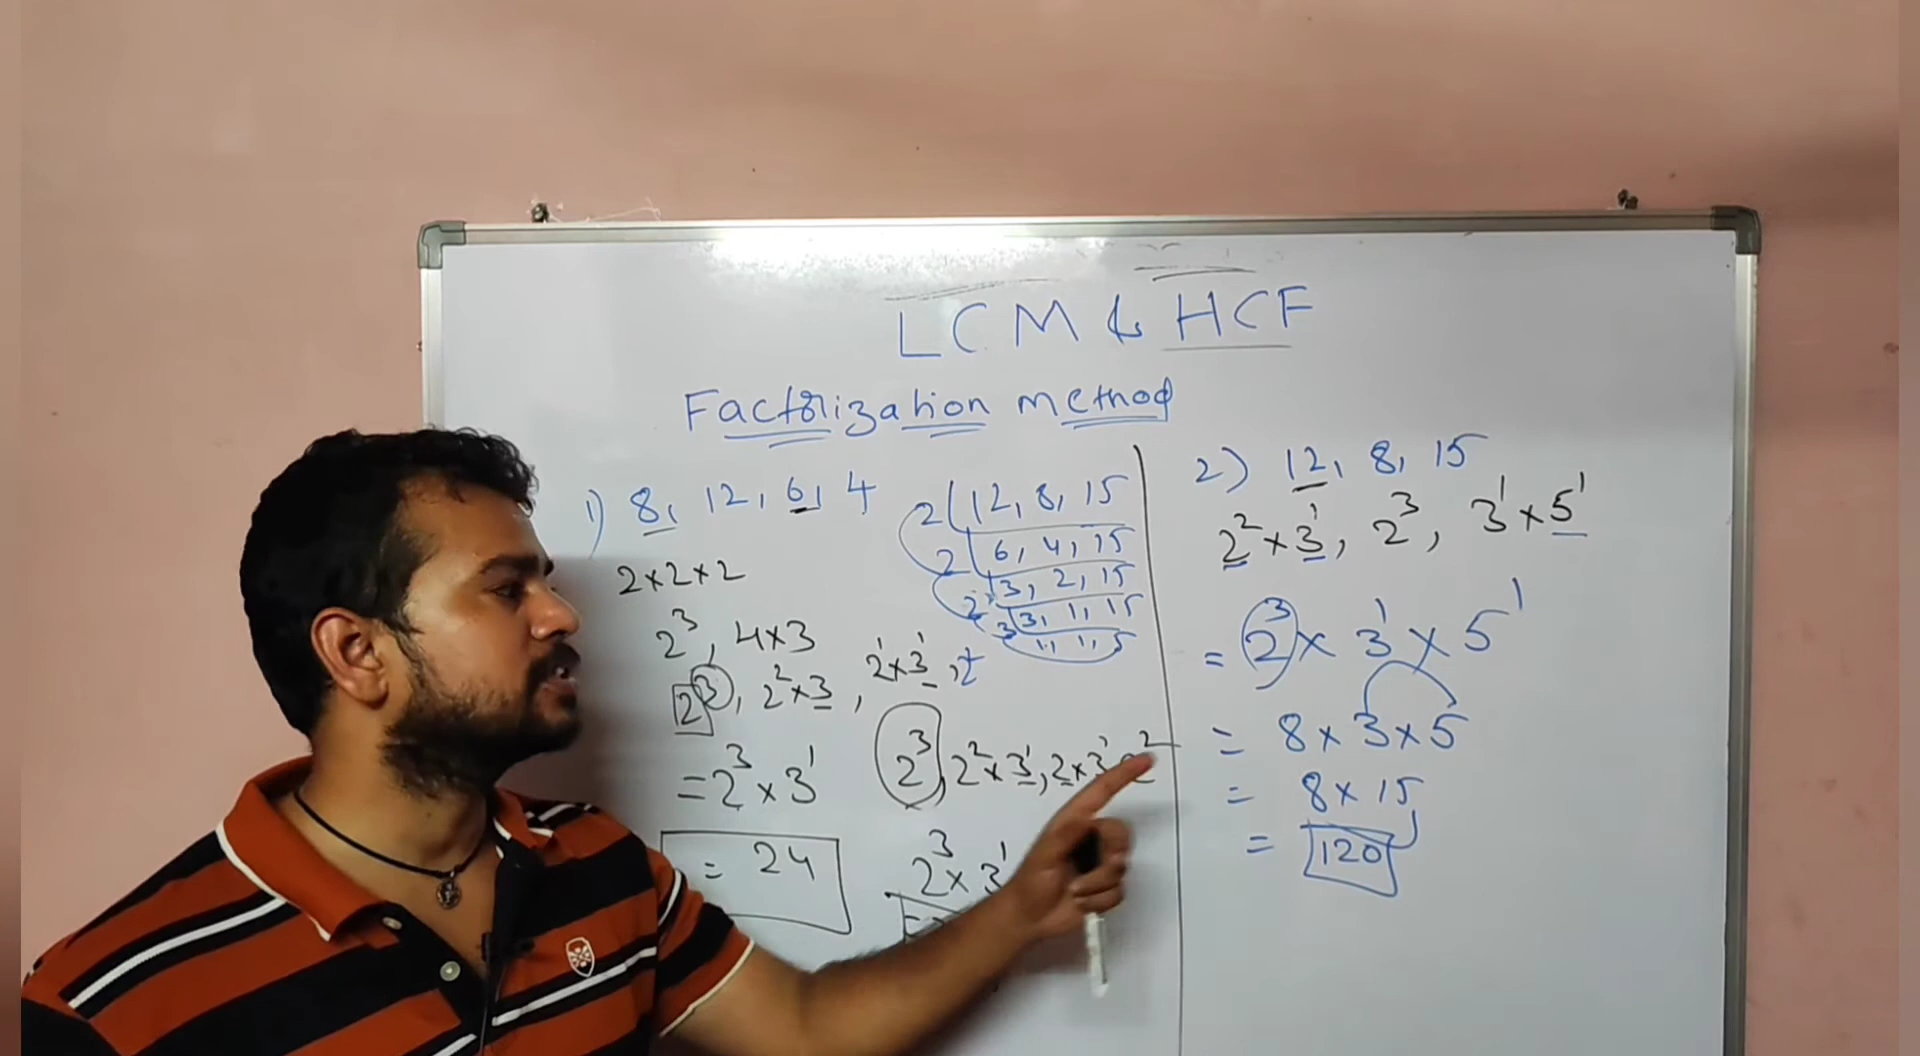 LCM & HCF
Factorization method
1) 8, 12, 6, 4
2×2×2
2³, 4×3
2³, 2²×3, 2¹×3¹,
=2³×3¹
= 24
2 | 12, 8, 15
2 | 6, 4, 15
2 | 3, 2, 15
3 | 3, 1, 15
1, 1, 5
2³, 2²×3¹, 2×3¹, 2²
2³×3¹
2) 12, 8, 15
2²×3¹, 2³, 3¹×5¹
= 2³×3¹×5¹
= 8×3×5
= 8×15
= 120